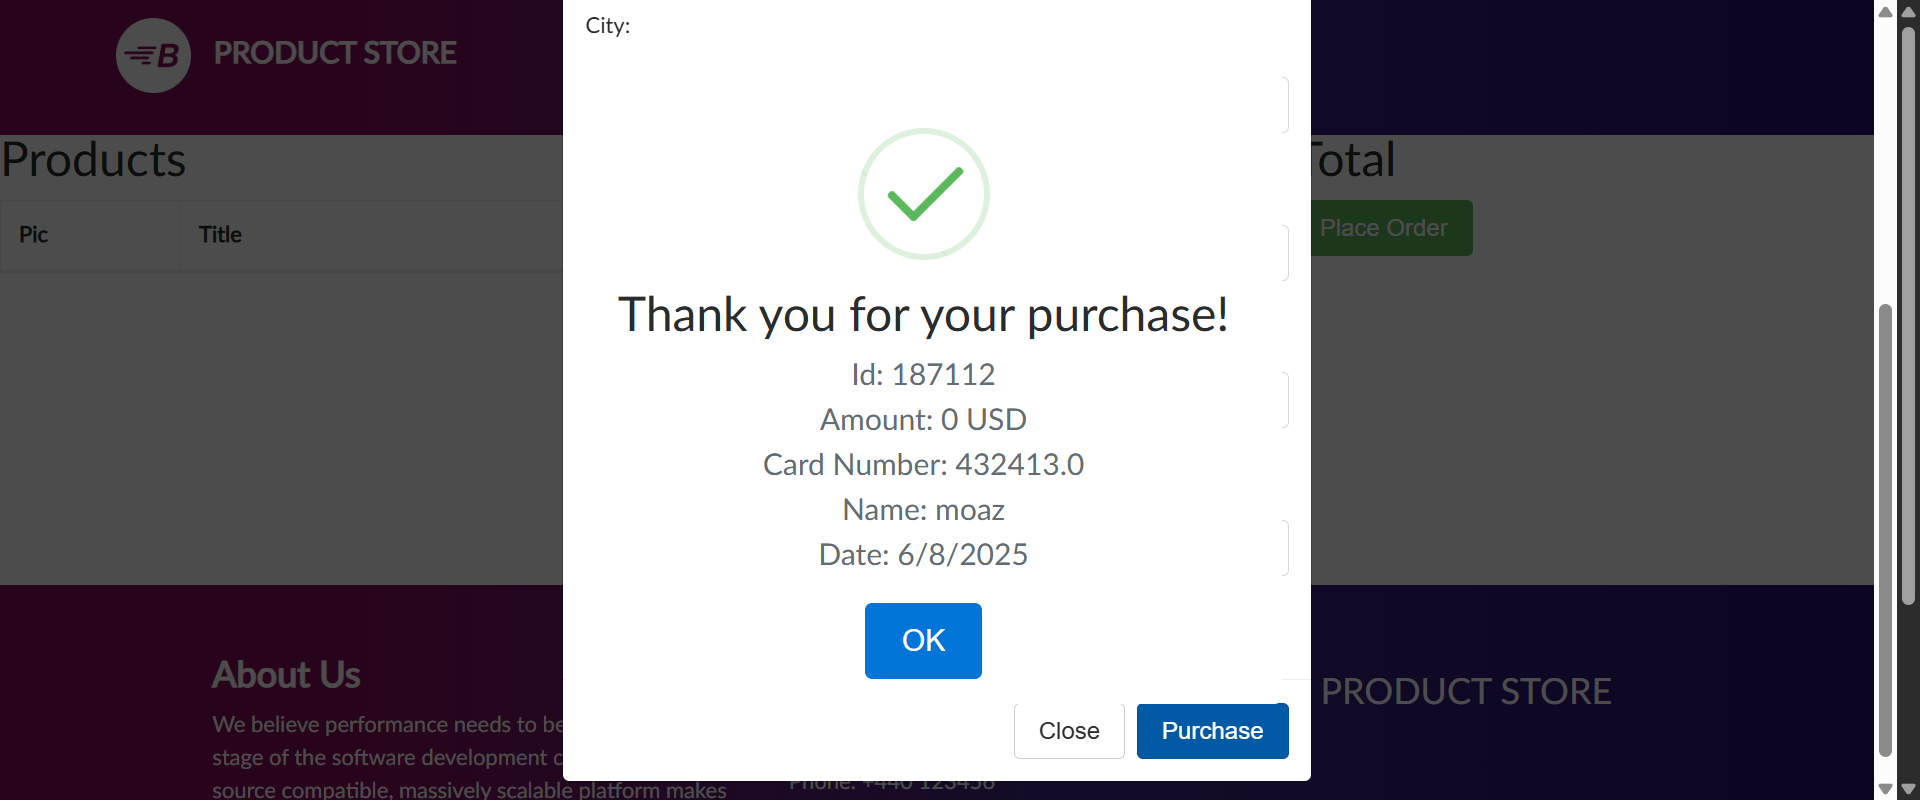 City:
B PRODUCT STORE
Products
Total
Pic Title
Place Order
Thank you for your purchase!
Id: 187112
Amount: 0 USD
Card Number: 432413.0
Name: moaz
Date: 6/8/2025
OK
Close Purchase
About Us
We believe performance needs to be
stage of the software development
source compatible, massively scalable platform makes
Phone: +440 123456
PRODUCT STORE